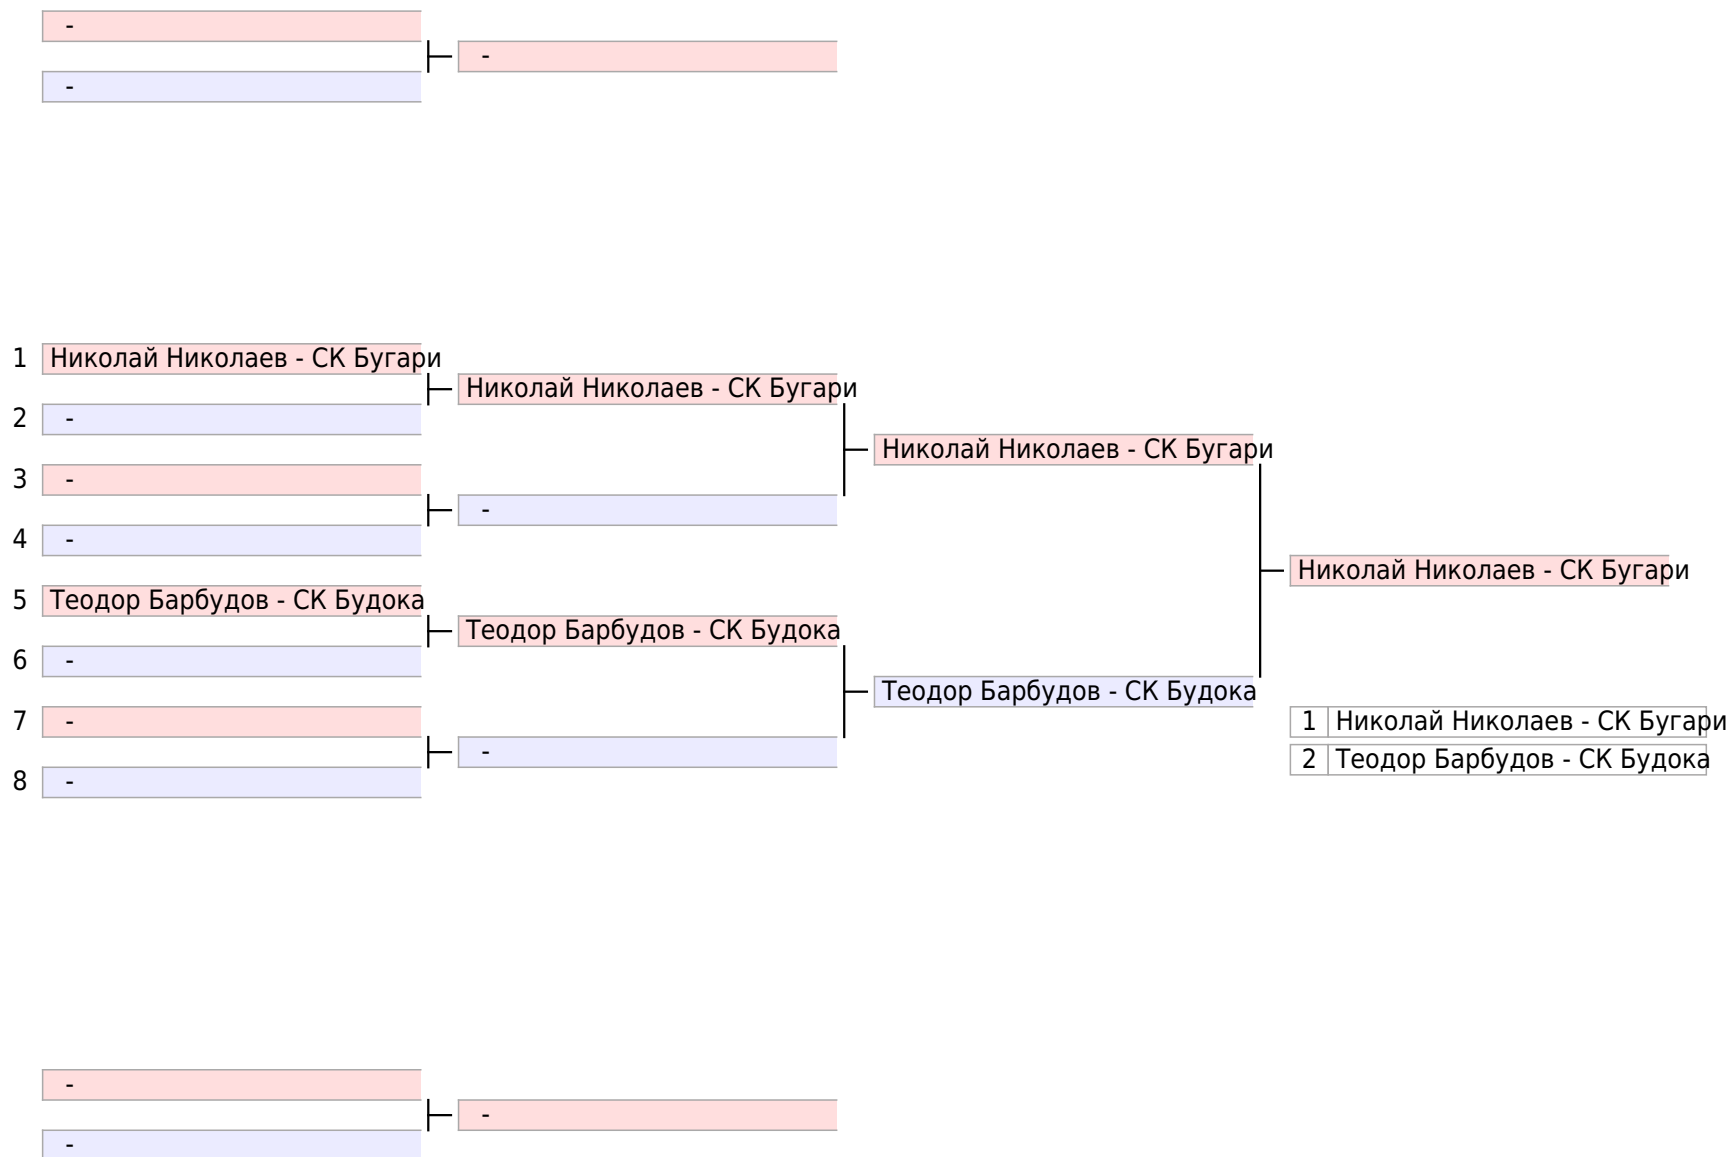 -
-
-
1 Николай Николаев - СК Бугари
Николай Николаев - СК Бугари
2 -
Николай Николаев - СК Бугари
3 -
-
4 -
Николай Николаев - СК Бугари
5 Теодор Барбудов - СК Будока
Теодор Барбудов - СК Будока
6 -
Теодор Барбудов - СК Будока
7 -
1 Николай Николаев - СК Бугари
-
2 Теодор Барбудов - СК Будока
8 -
-
-
-